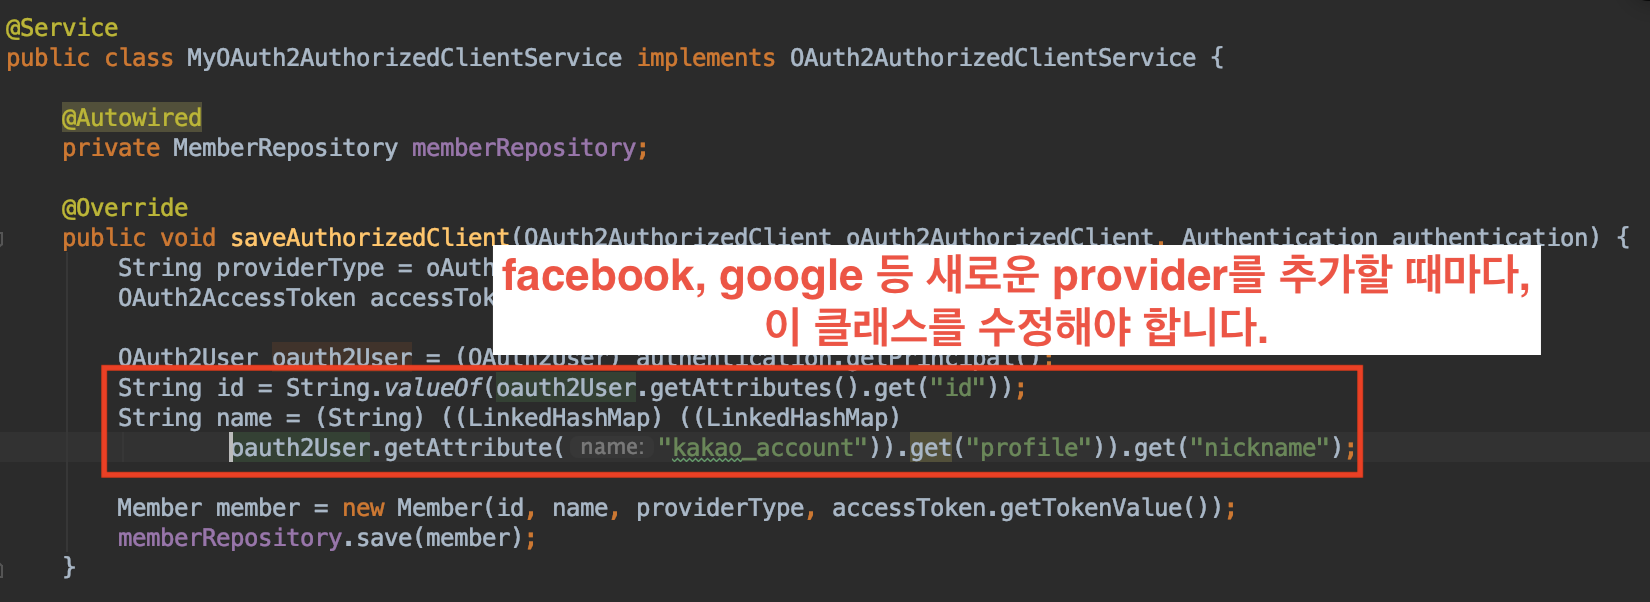 @Service
public class MyOAuth2AuthorizedClientService implements OAuth2AuthorizedClientService {
@Autowired
private MemberRepository memberRepository;
@Override
public void saveAuthorizedClient(OAuth2AuthorizedClient oAuth2AuthorizedClient, Authentication authentication) {
String providerType = oAuth
facebook, google 등 새로운 provider를 추가할 때마다,
OAuth2AccessToken accessTok
이 클래스를 수정해야 합니다.
OAuth2User oauth2User = (OAuth2User) authentication.getPrincipal();
String id = String.valueOf(oauth2User.getAttributes().get("id"));
String name = (String) ((LinkedHashMap) ((LinkedHashMap)
oauth2User.getAttribute( name: "kakao_account")).get("profile")).get("nickname");
Member member = new Member(id, name, providerType, accessToken.getTokenValue());
memberRepository.save(member);
}